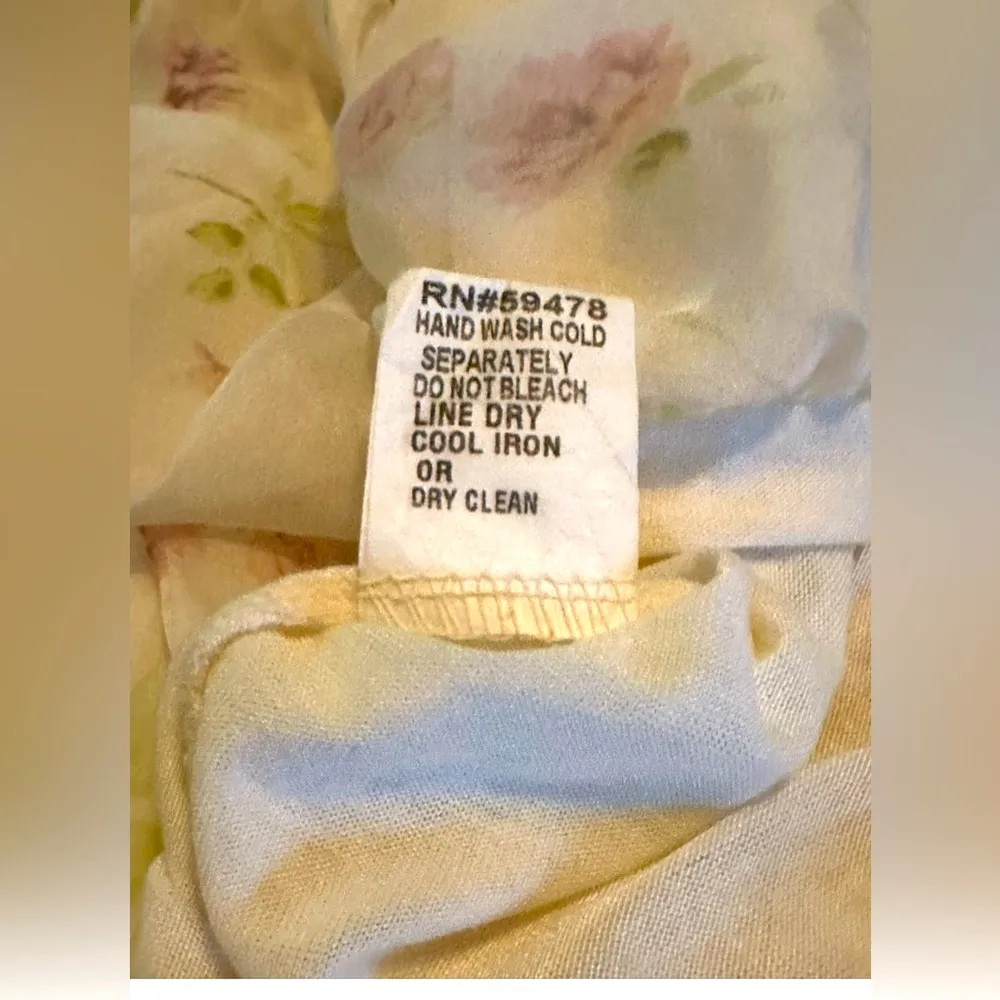 RN#59478
HAND WASH COLD
SEPARATELY
DO NOT BLEACH
LINE DRY
COOL IRON
OR
DRY CLEAN